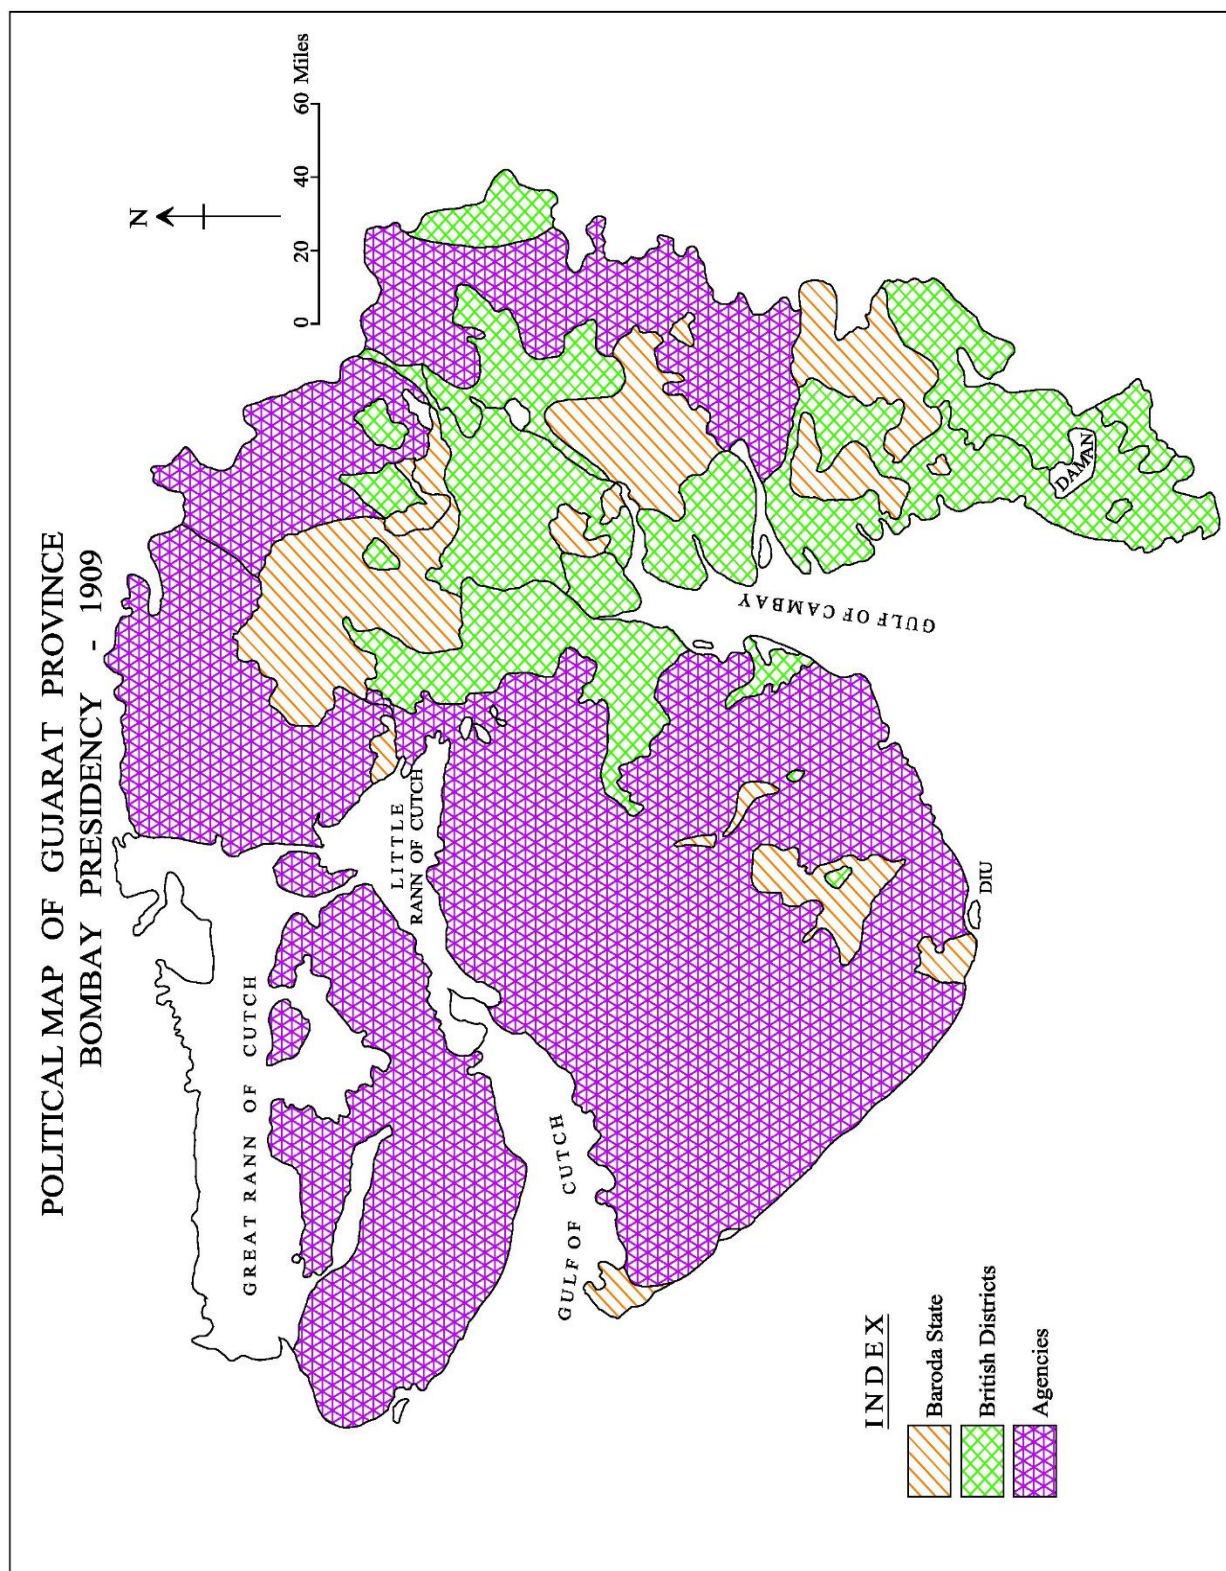 POLITICAL MAP OF GUJARAT PROVINCE
BOMBAY PRESIDENCY - 1909
N
0 20 40 60 Miles
GREAT RANN OF CUTCH
LITTLE
RANN OF CUTCH
GULF OF CUTCH
GULF OF CAMBAY
DAMAN
DIU
INDEX
Baroda State
British Districts
Agencies